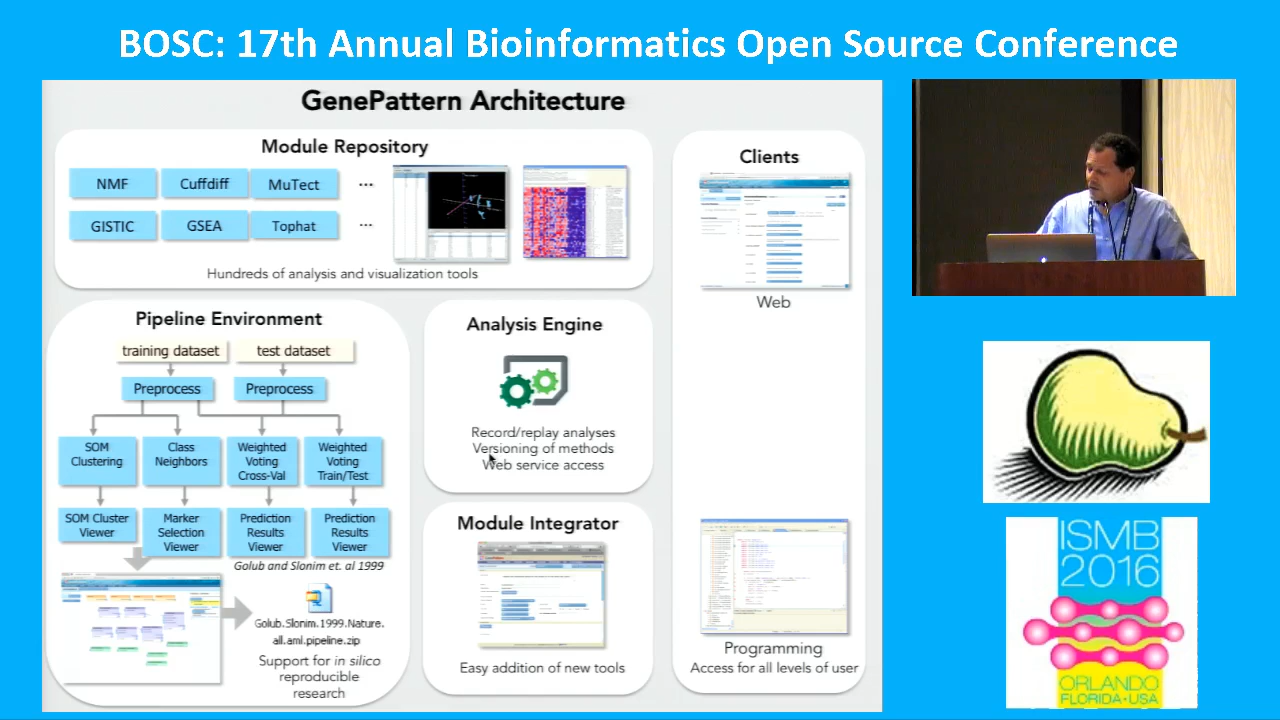 BOSC: 17th Annual Bioinformatics Open Source Conference
GenePattern Architecture
Module Repository
NMF
Cuffdiff
MuTect
...
GISTIC
GSEA
Tophat
...
Hundreds of analysis and visualization tools
Pipeline Environment
training dataset
test dataset
Preprocess
Preprocess
SOM
Clustering
Class
Neighbors
Weighted
Voting
Cross-Val
Weighted
Voting
Train/Test
SOM Cluster
Viewer
Marker
Selection
Viewer
Prediction
Results
Viewer
Prediction
Results
Viewer
Golub and Slonim et. al 1999
Golub.Slonim.1999.Nature.
all.aml.pipeline.zip
Support for in silico
reproducible
research
Analysis Engine
Record/replay analyses
Versioning of methods
Web service access
Module Integrator
Easy addition of new tools
Clients
Web
Programming
Access for all levels of user
ISMB
2016
ORLANDO
FLORIDA•USA